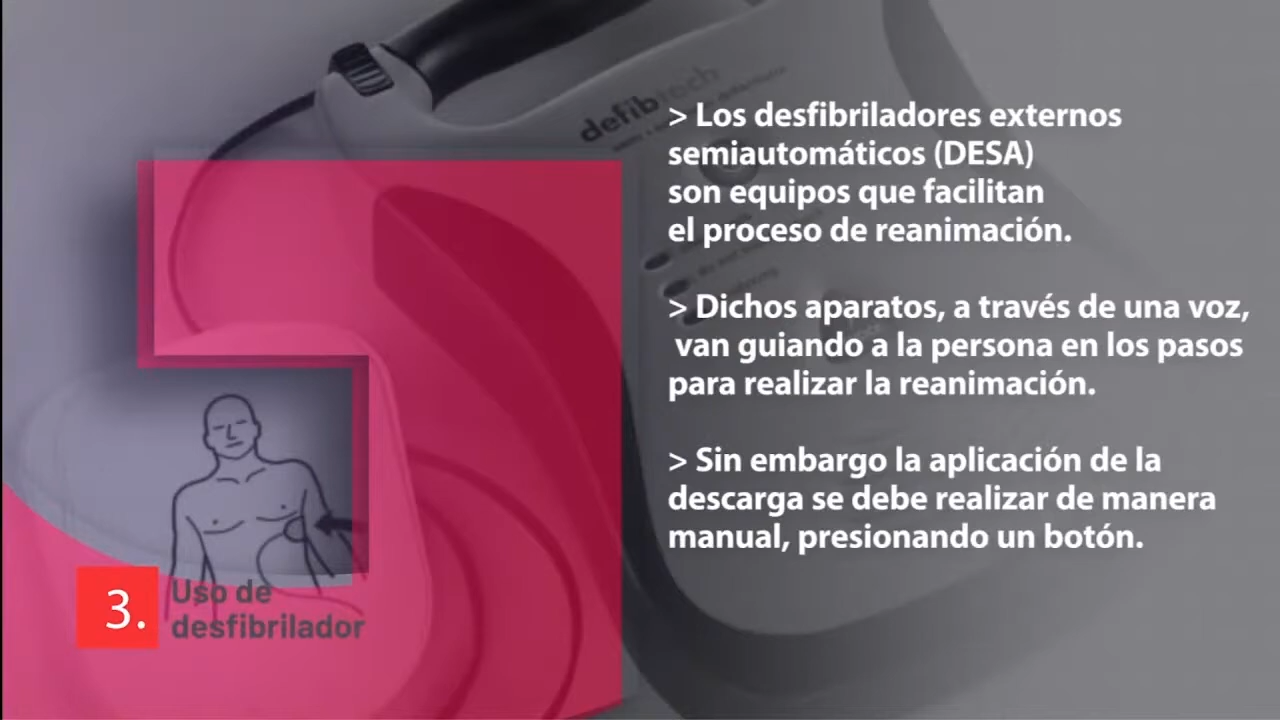 defibtech
> Los desfibriladores externos
semiautomáticos (DESA)
son equipos que facilitan
el proceso de reanimación.
> Dichos aparatos, a través de una voz,
van guiando a la persona en los pasos
para realizar la reanimación.
> Sin embargo la aplicación de la
descarga se debe realizar de manera
manual, presionando un botón.
3. Uso de
desfibrilador